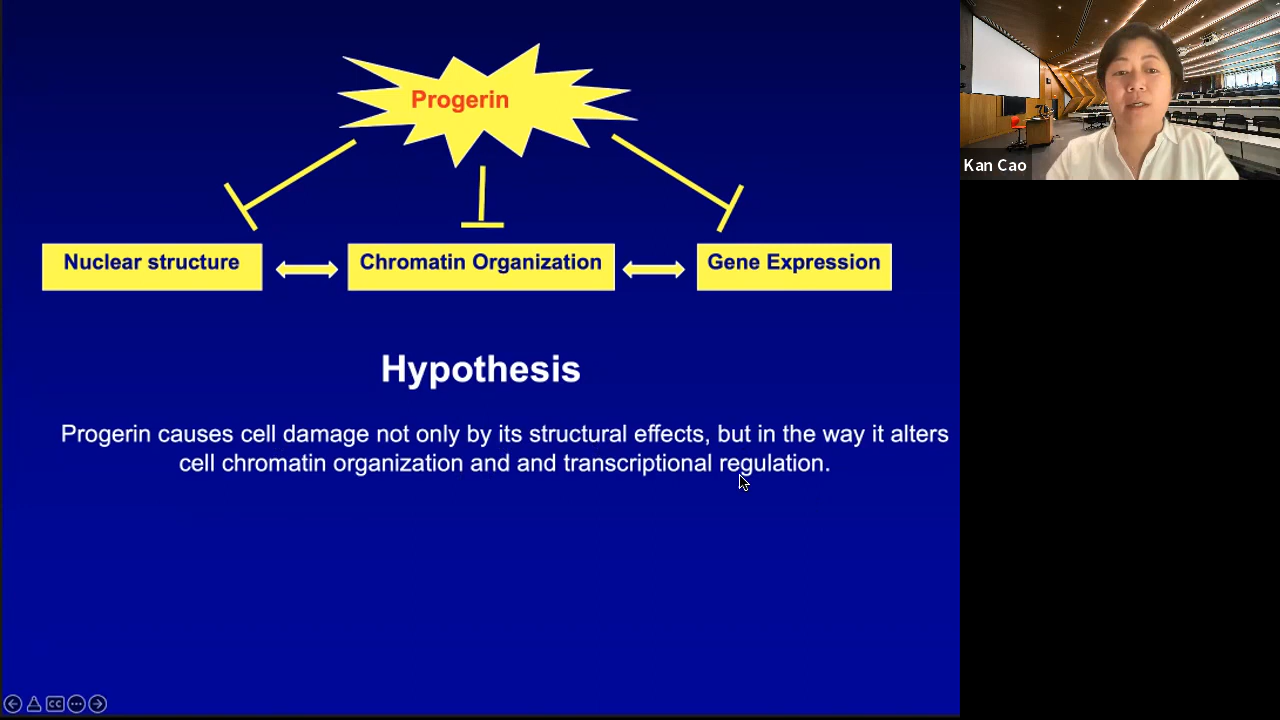 Progerin
Kan Cao
Nuclear structure
Chromatin Organization
Gene Expression
Hypothesis
Progerin causes cell damage not only by its structural effects, but in the way it alters
cell chromatin organization and and transcriptional regulation.
CC